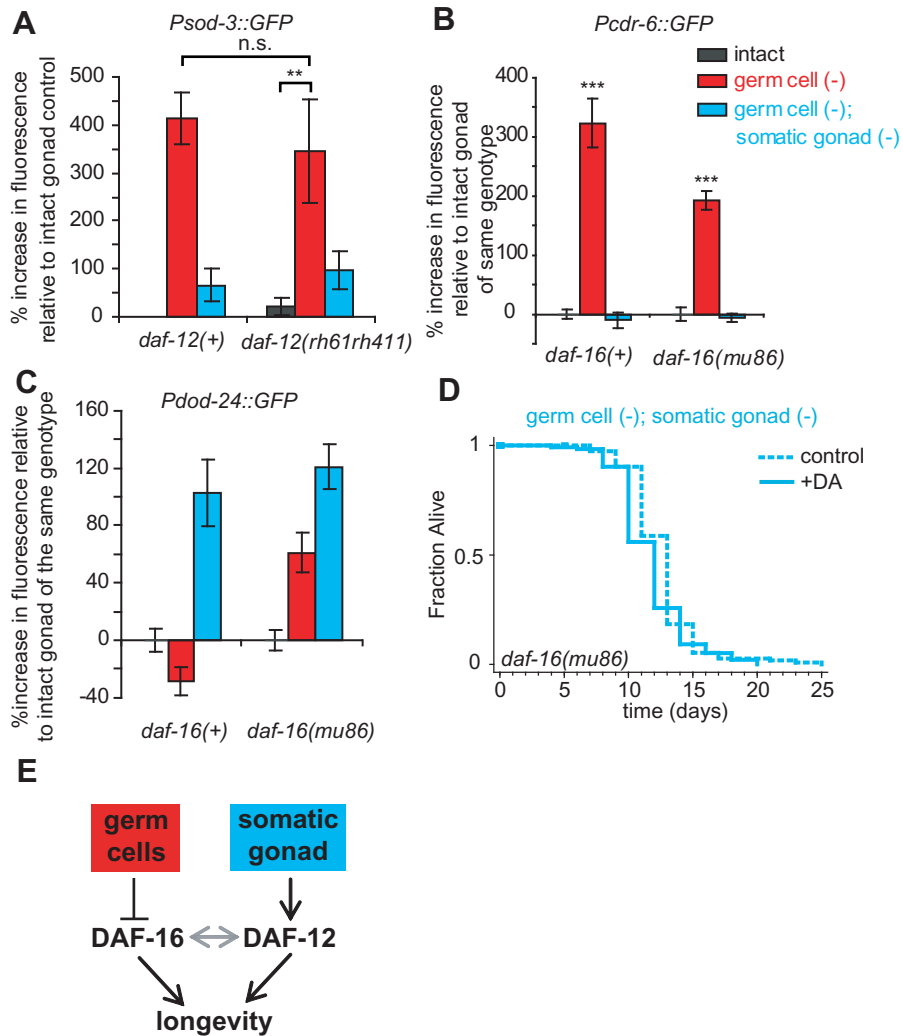 A
Psod-3::GFP
n.s.
**
% increase in fluorescence
relative to intact gonad control
500
400
300
200
100
0
daf-12(+)
daf-12(rh61rh411)
B
Pcdr-6::GFP
intact
germ cell (-)
germ cell (-);
somatic gonad (-)
% increase in fluorescence
relative to intact gonad
of same genotype
400
300
200
100
0
***
***
daf-16(+)
daf-16(mu86)
C
Pdod-24::GFP
%increase in fluorescence relative
to intact gonad of the same genotype
160
120
80
40
0
-40
daf-16(+)
daf-16(mu86)
D
germ cell (-); somatic gonad (-)
control
+DA
Fraction Alive
1
0.5
0
daf-16(mu86)
0
5
10
15
20
25
time (days)
E
germ
cells
somatic
gonad
DAF-16
DAF-12
longevity